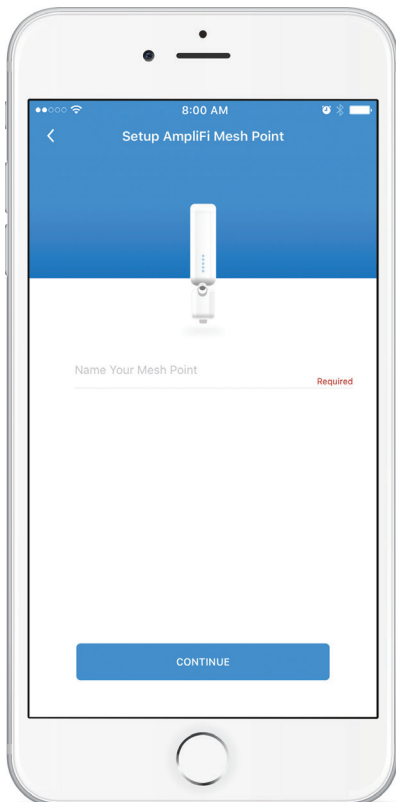 8:00 AM
Setup AmpliFi Mesh Point
Name Your Mesh Point
Required
CONTINUE